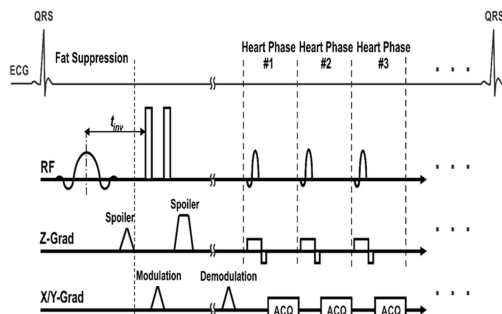 QRS
QRS
Fat Suppression
Heart Phase #1
Heart Phase #2
Heart Phase #3
ECG
. . .
t_inv
RF
. . .
Spoiler
Spoiler
Z-Grad
. . .
Modulation
Demodulation
X/Y-Grad
ACQ
ACQ
ACQ
. . .